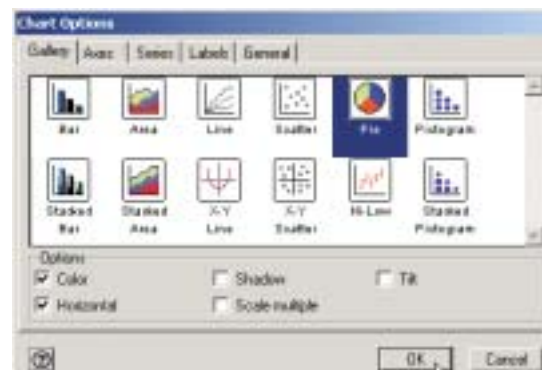 Chart Options
Gallery Axes Series Labels General
Bar Area Line Scatter Pie Pictogram
Stacked Bar Stacked Area X-Y Line X-Y Scatter Hi-Low Stacked Pictogram
Options
Color Shadow Tilt
Horizontal Scale multiple
OK Cancel